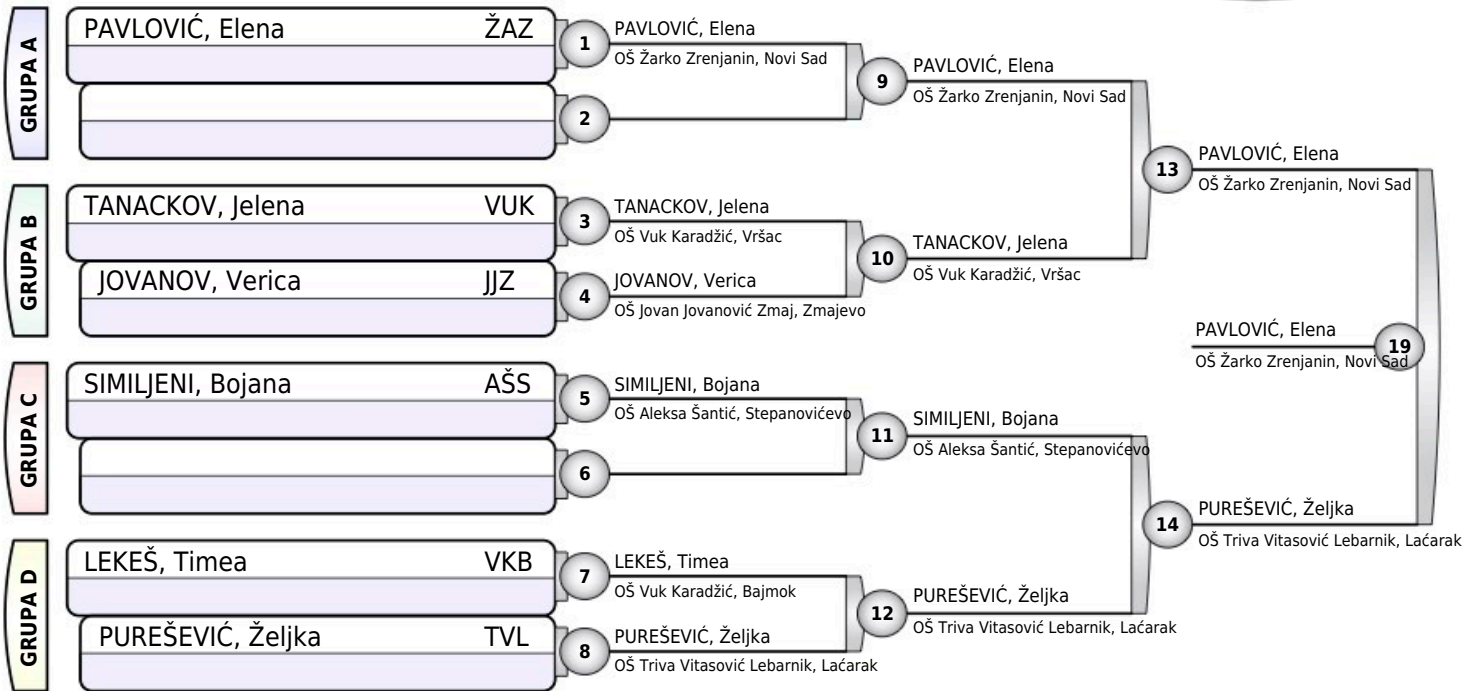 GRUPA A
PAVLOVIĆ, Elena ŽAZ
1
PAVLOVIĆ, Elena
OŠ Žarko Zrenjanin, Novi Sad
2
9
PAVLOVIĆ, Elena
OŠ Žarko Zrenjanin, Novi Sad
13
PAVLOVIĆ, Elena
OŠ Žarko Zrenjanin, Novi Sad
GRUPA B
TANACKOV, Jelena VUK
3
TANACKOV, Jelena
OŠ Vuk Karadžić, Vršac
JOVANOV, Verica JJZ
4
JOVANOV, Verica
OŠ Jovan Jovanović Zmaj, Zmajevo
10
TANACKOV, Jelena
OŠ Vuk Karadžić, Vršac
PAVLOVIĆ, Elena
OŠ Žarko Zrenjanin, Novi Sad
19
GRUPA C
SIMILJENI, Bojana AŠS
5
SIMILJENI, Bojana
OŠ Aleksa Šantić, Stepanovićevo
6
11
SIMILJENI, Bojana
OŠ Aleksa Šantić, Stepanovićevo
14
PUREŠEVIĆ, Željka
OŠ Triva Vitasović Lebarnik, Laćarak
GRUPA D
LEKEŠ, Timea VKB
7
LEKEŠ, Timea
OŠ Vuk Karadžić, Bajmok
PUREŠEVIĆ, Željka TVL
8
PUREŠEVIĆ, Željka
OŠ Triva Vitasović Lebarnik, Laćarak
12
PUREŠEVIĆ, Željka
OŠ Triva Vitasović Lebarnik, Laćarak